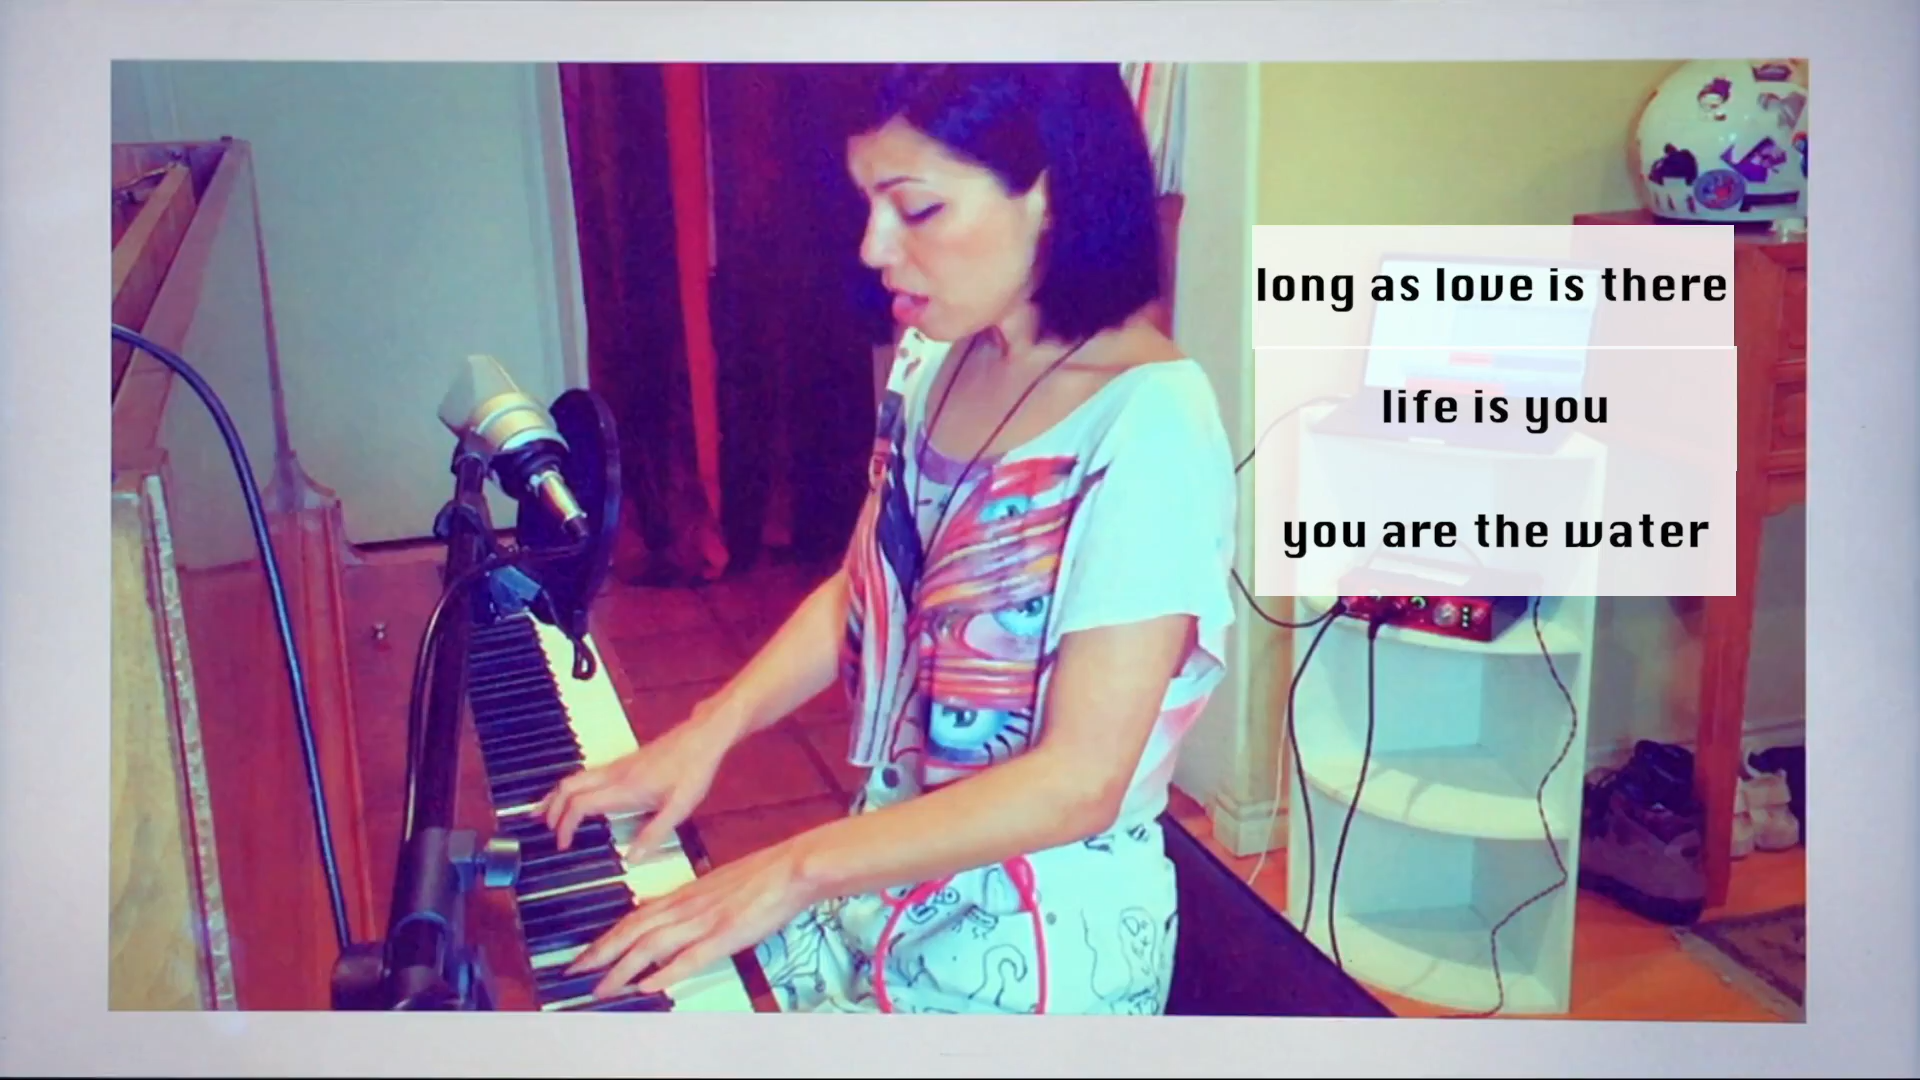 long as love is there
life is you
you are the water